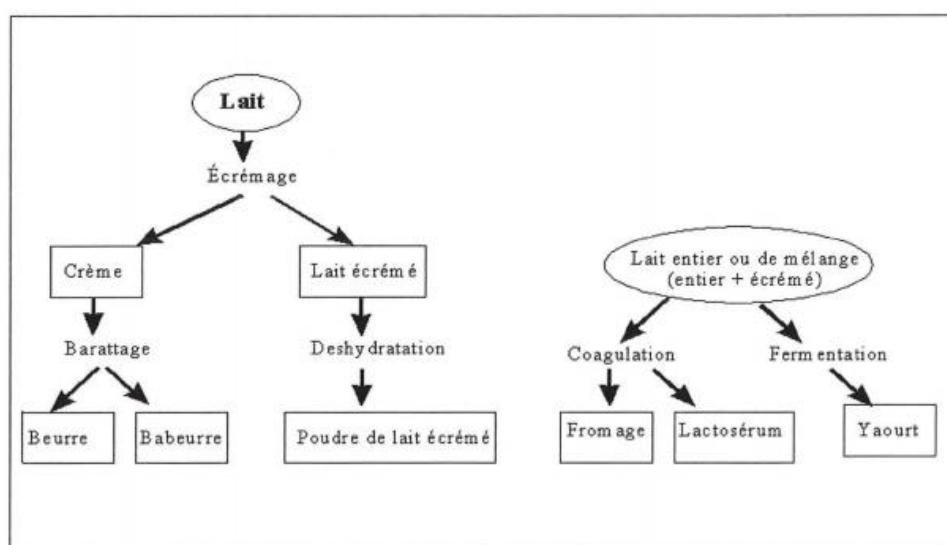 Lait
Écrémage
Crème
Lait écrémé
Lait entier ou de mélange
(entier + écrémé)
Barattage
Deshydratation
Coagulation
Fermentation
Beurre
Babeurre
Poudre de lait écrémé
Fromage
Lactosérum
Yaourt